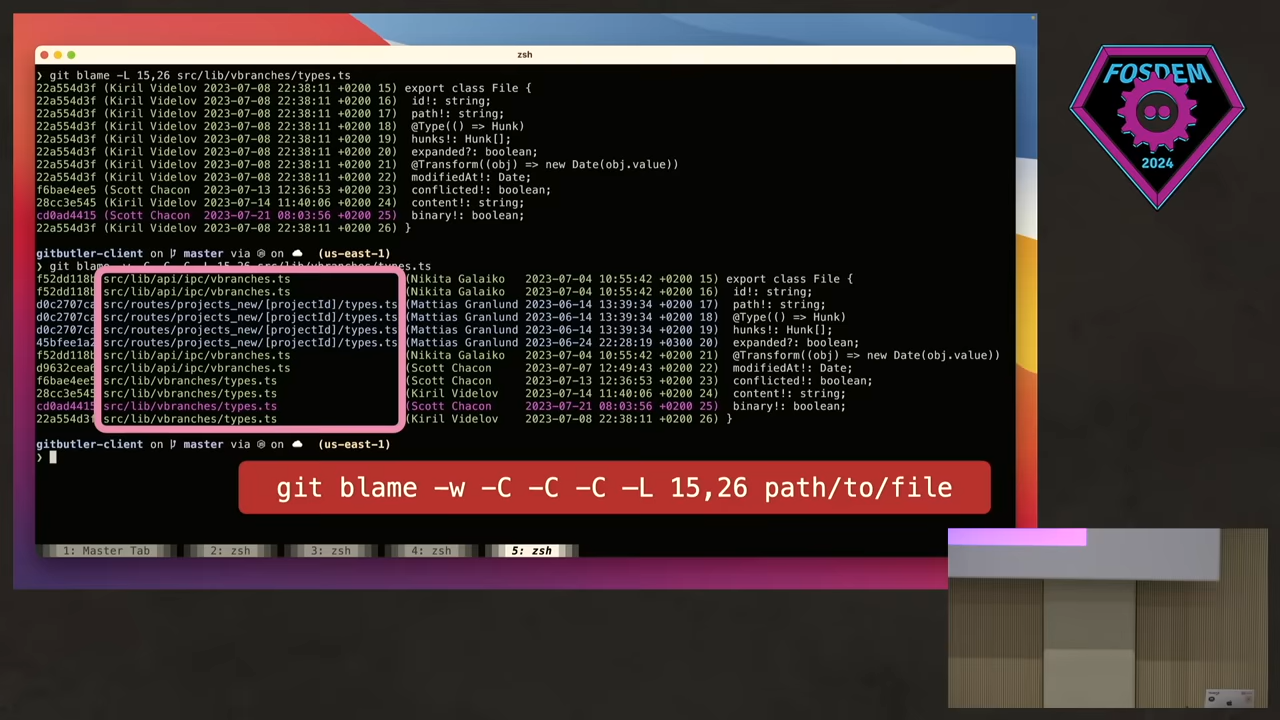 zsh
❯ git blame -L 15,26 src/lib/vbranches/types.ts
22a554d3f (Kiril Videlov 2023-07-08 22:38:11 +0200 15) export class File {
22a554d3f (Kiril Videlov 2023-07-08 22:38:11 +0200 16) id!: string;
22a554d3f (Kiril Videlov 2023-07-08 22:38:11 +0200 17) path!: string;
22a554d3f (Kiril Videlov 2023-07-08 22:38:11 +0200 18) @Type(() => Hunk)
22a554d3f (Kiril Videlov 2023-07-08 22:38:11 +0200 19) hunks!: Hunk[];
22a554d3f (Kiril Videlov 2023-07-08 22:38:11 +0200 20) expanded?: boolean;
22a554d3f (Kiril Videlov 2023-07-08 22:38:11 +0200 21) @Transform((obj) => new Date(obj.value))
22a554d3f (Kiril Videlov 2023-07-08 22:38:11 +0200 22) modifiedAt!: Date;
f6bae4ee5 (Scott Chacon 2023-07-13 12:36:53 +0200 23) conflicted!: boolean;
28cc3e545 (Kiril Videlov 2023-07-14 11:40:06 +0200 24) content!: string;
cd0ad4415 (Scott Chacon 2023-07-21 08:03:56 +0200 25) binary!: boolean;
22a554d3f (Kiril Videlov 2023-07-08 22:38:11 +0200 26) }
gitbutler-client on master via on (us-east-1)
❯ git blame -w -C -C -C -L 15,26 src/lib/vbranches/types.ts
f52dd118b src/lib/api/ipc/vbranches.ts (Nikita Galaiko 2023-07-04 10:55:42 +0200 15) export class File {
f52dd118b src/lib/api/ipc/vbranches.ts (Nikita Galaiko 2023-07-04 10:55:42 +0200 16) id!: string;
d0c2707ca src/routes/projects_new/[projectId]/types.ts (Mattias Granlund 2023-06-14 13:39:34 +0200 17) path!: string;
d0c2707ca src/routes/projects_new/[projectId]/types.ts (Mattias Granlund 2023-06-14 13:39:34 +0200 18) @Type(() => Hunk)
d0c2707ca src/routes/projects_new/[projectId]/types.ts (Mattias Granlund 2023-06-14 13:39:34 +0200 19) hunks!: Hunk[];
45bfee1a2 src/routes/projects_new/[projectId]/types.ts (Mattias Granlund 2023-06-24 22:28:19 +0300 20) expanded?: boolean;
f52dd118b src/lib/api/ipc/vbranches.ts (Nikita Galaiko 2023-07-04 10:55:42 +0200 21) @Transform((obj) => new Date(obj.value))
d9632cea6 src/lib/api/ipc/vbranches.ts (Scott Chacon 2023-07-07 12:49:43 +0200 22) modifiedAt!: Date;
f6bae4ee5 src/lib/vbranches/types.ts (Scott Chacon 2023-07-13 12:36:53 +0200 23) conflicted!: boolean;
28cc3e545 src/lib/vbranches/types.ts (Kiril Videlov 2023-07-14 11:40:06 +0200 24) content!: string;
cd0ad4415 src/lib/vbranches/types.ts (Scott Chacon 2023-07-21 08:03:56 +0200 25) binary!: boolean;
22a554d3f src/lib/vbranches/types.ts (Kiril Videlov 2023-07-08 22:38:11 +0200 26) }
gitbutler-client on master via on (us-east-1)
❯
git blame -w -C -C -C -L 15,26 path/to/file
1: Master Tab 2: zsh 3: zsh 4: zsh 5: zsh
FOSDEM
2024